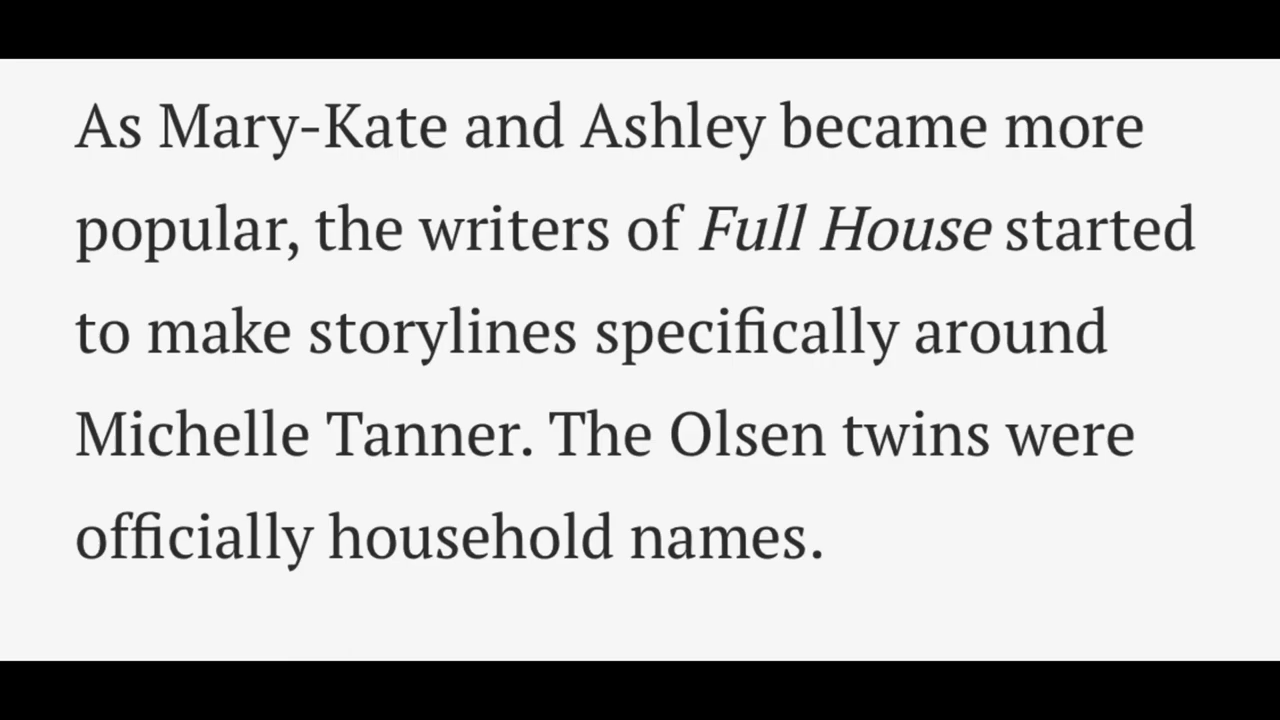 As Mary-Kate and Ashley became more
popular, the writers of Full House started
to make storylines specifically around
Michelle Tanner. The Olsen twins were
officially household names.